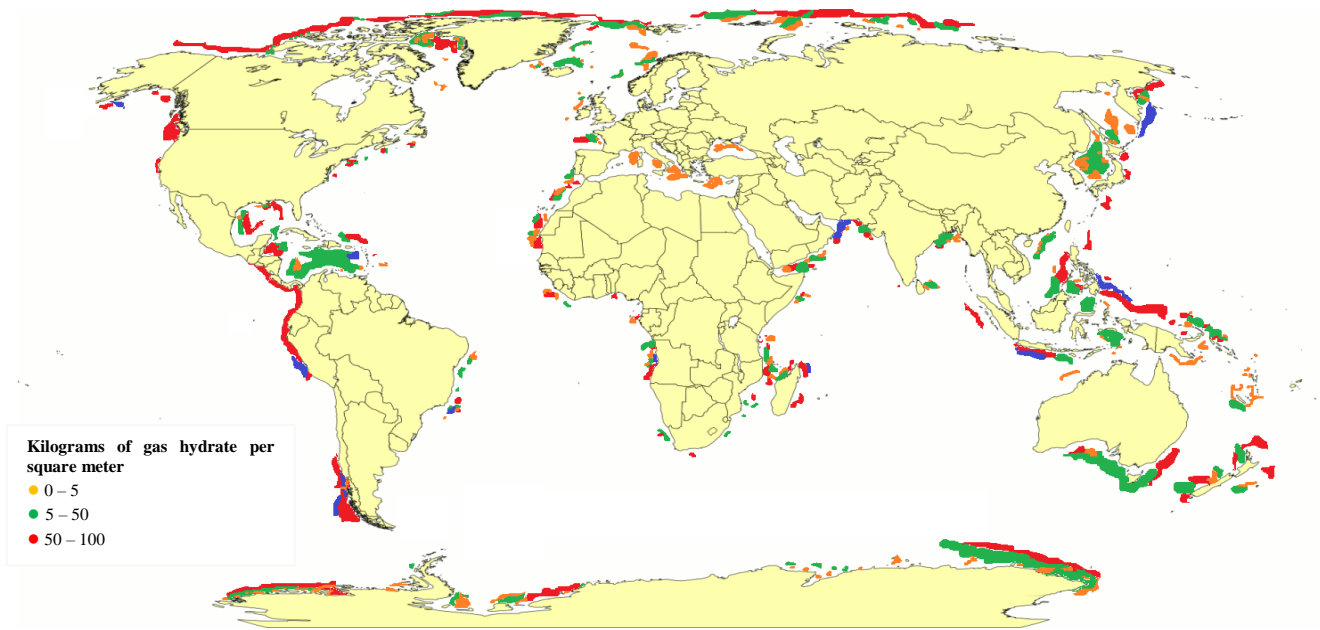 Kilograms of gas hydrate per
square meter
0 – 5
5 – 50
50 – 100